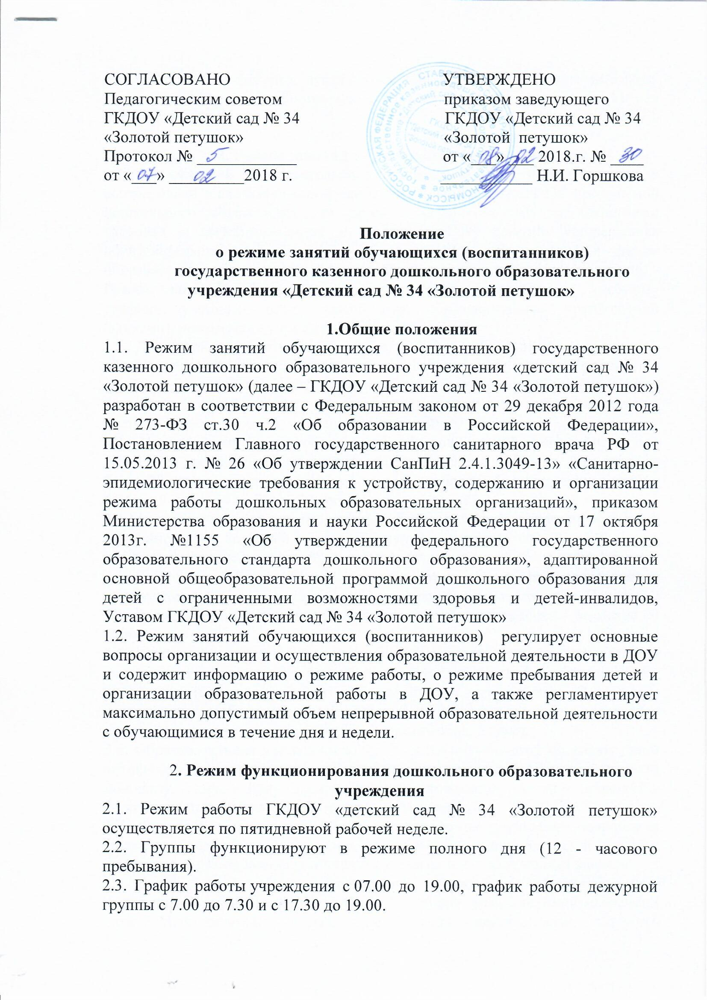 СОГЛАСОВАНО
Педагогическим советом
ГКДОУ «Детский сад № 34
«Золотой петушок»
Протокол № 5
от «07» 02 2018 г.
УТВЕРЖДЕНО
приказом заведующего
ГКДОУ «Детский сад № 34
«Золотой петушок»
от «08» 02 2018.г. № 30
Н.И. Горшкова
Положение
о режиме занятий обучающихся (воспитанников)
государственного казенного дошкольного образовательного
учреждения «Детский сад № 34 «Золотой петушок»
1.Общие положения
1.1. Режим занятий обучающихся (воспитанников) государственного
казенного дошкольного образовательного учреждения «детский сад № 34
«Золотой петушок» (далее – ГКДОУ «Детский сад № 34 «Золотой петушок»)
разработан в соответствии с Федеральным законом от 29 декабря 2012 года
№ 273-ФЗ ст.30 ч.2 «Об образовании в Российской Федерации»,
Постановлением Главного государственного санитарного врача РФ от
15.05.2013 г. № 26 «Об утверждении СанПиН 2.4.1.3049-13» «Санитарно-
эпидемиологические требования к устройству, содержанию и организации
режима работы дошкольных образовательных организаций», приказом
Министерства образования и науки Российской Федерации от 17 октября
2013г. №1155 «Об утверждении федерального государственного
образовательного стандарта дошкольного образования», адаптированной
основной общеобразовательной программой дошкольного образования для
детей с ограниченными возможностями здоровья и детей-инвалидов,
Уставом ГКДОУ «Детский сад № 34 «Золотой петушок»
1.2. Режим занятий обучающихся (воспитанников) регулирует основные
вопросы организации и осуществления образовательной деятельности в ДОУ
и содержит информацию о режиме работы, о режиме пребывания детей и
организации образовательной работы в ДОУ, а также регламентирует
максимально допустимый объем непрерывной образовательной деятельности
с обучающимися в течение дня и недели.
2. Режим функционирования дошкольного образовательного
учреждения
2.1. Режим работы ГКДОУ «детский сад № 34 «Золотой петушок»
осуществляется по пятидневной рабочей неделе.
2.2. Группы функционируют в режиме полного дня (12 - часового
пребывания).
2.3. График работы учреждения с 07.00 до 19.00, график работы дежурной
группы с 7.00 до 7.30 и с 17.30 до 19.00.